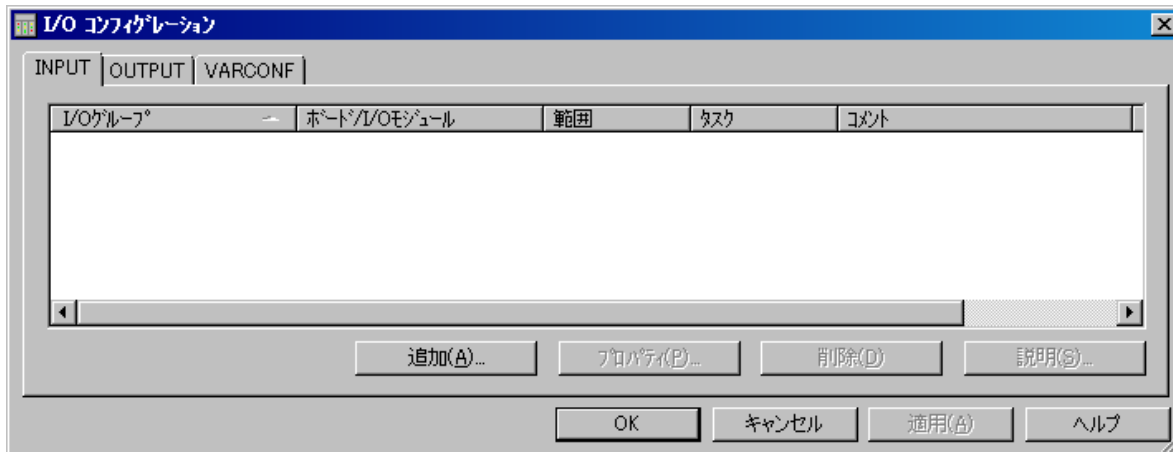 I/O ｺﾝﾌｨｸﾞﾚｰｼｮﾝ
INPUT OUTPUT VARCONF
I/Oｸﾞﾙｰﾌﾟ ﾎﾞｰﾄﾞ/I/Oﾓｼﾞｭｰﾙ 範囲 ﾀｽｸ ｺﾒﾝﾄ
追加(A)... ﾌﾟﾛﾊﾟﾃｨ(P)... 削除(D) 説明(S)...
OK キャンセル 適用(A) ヘルプ